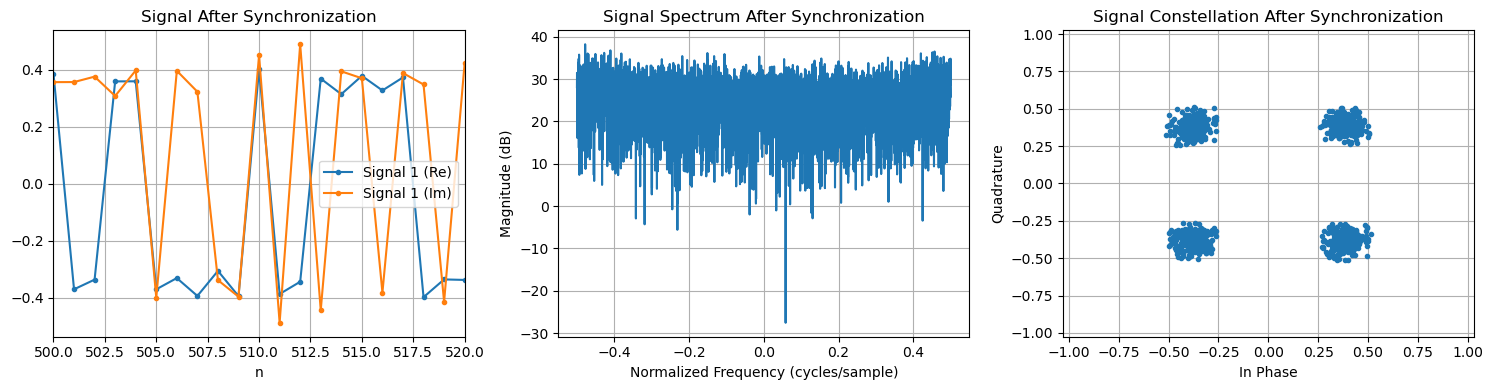 Signal After Synchronization
0.4
0.2
0.0
−0.2
−0.4
500.0 502.5 505.0 507.5 510.0 512.5 515.0 517.5 520.0
n
Signal 1 (Re)
Signal 1 (Im)
Signal Spectrum After Synchronization
Magnitude (dB)
40
30
20
10
0
−10
−20
−30
−0.4 −0.2 0.0 0.2 0.4
Normalized Frequency (cycles/sample)
Signal Constellation After Synchronization
Quadrature
1.00
0.75
0.50
0.25
0.00
−0.25
−0.50
−0.75
−1.00
−1.00 −0.75 −0.50 −0.25 0.00 0.25 0.50 0.75 1.00
In Phase